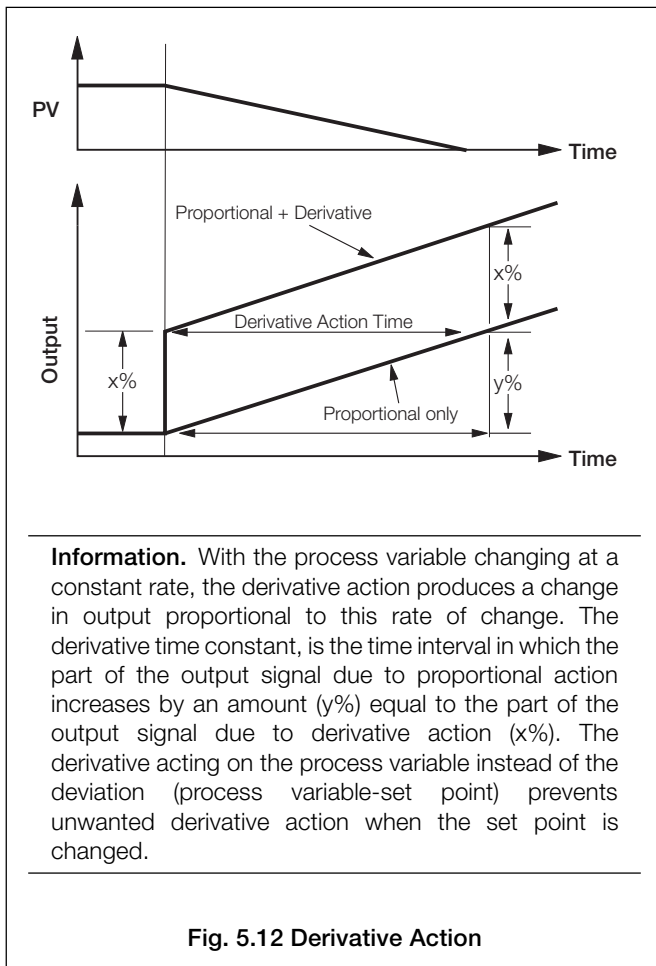 PV
Time
Proportional + Derivative
x%
Derivative Action Time
Output
x%
y%
Proportional only
Time
Information. With the process variable changing at a
constant rate, the derivative action produces a change
in output proportional to this rate of change. The
derivative time constant, is the time interval in which the
part of the output signal due to proportional action
increases by an amount (y%) equal to the part of the
output signal due to derivative action (x%). The
derivative acting on the process variable instead of the
deviation (process variable-set point) prevents
unwanted derivative action when the set point is
changed.
Fig. 5.12 Derivative Action